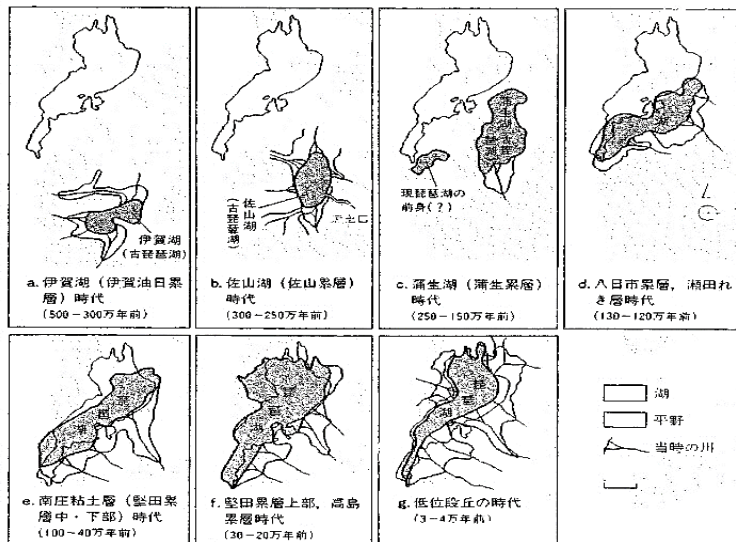 伊賀湖
(古琵琶湖)
a. 伊賀湖（伊賀油日累
層）時代
(500－300万年前)
佐山湖
(古琵琶湖)
b. 佐山湖（佐山累層）
時代
(300－250万年前)
現琵琶湖の
前身(？)
c. 蒲生湖（蒲生累層）
時代
(250－150万年前)
d. 八日市累層，瀬田れ
き層時代
(130－120万年前)
琵
琶
湖
e. 南庄粘土層（堅田累
層中・下部）時代
(100－40万年前)
琵
琶
湖
f. 堅田累層上部，高島
累層時代
(30－20万年前)
琵
琶
湖
g. 低位段丘の時代
(3－4万年前)
湖
平野
当時の川